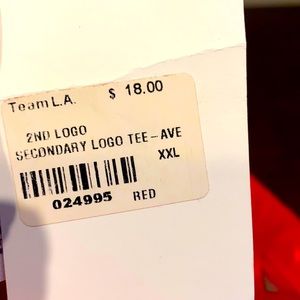 Team L.A. $ 18.00
2ND LOGO
SECONDARY LOGO TEE-AVE
XXL
024995 RED